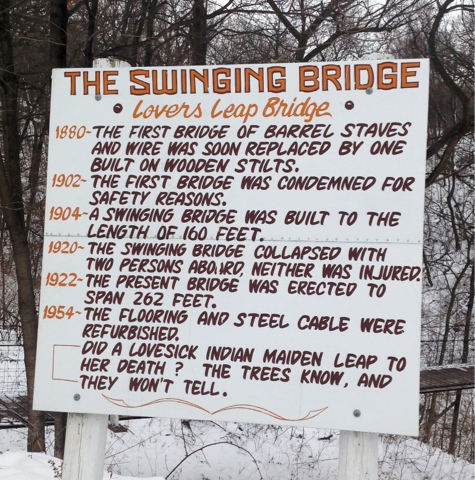 THE SWINGING BRIDGE
Lovers Leap Bridge
1880~THE FIRST BRIDGE OF BARREL STAVES
AND WIRE WAS SOON REPLACED BY ONE
BUILT ON WOODEN STILTS.
1902~THE FIRST BRIDGE WAS CONDEMNED FOR
SAFETY REASONS.
1904~A SWINGING BRIDGE WAS BUILT TO THE
LENGTH OF 160 FEET.
1920~THE SWINGING BRIDGE COLLAPSED WITH
TWO PERSONS ABOARD, NEITHER WAS INJURED.
1922~THE PRESENT BRIDGE WAS ERECTED TO
SPAN 262 FEET.
1954~THE FLOORING AND STEEL CABLE WERE
REFURBISHED.
DID A LOVESICK INDIAN MAIDEN LEAP TO
HER DEATH ? THE TREES KNOW, AND
THEY WON'T TELL.